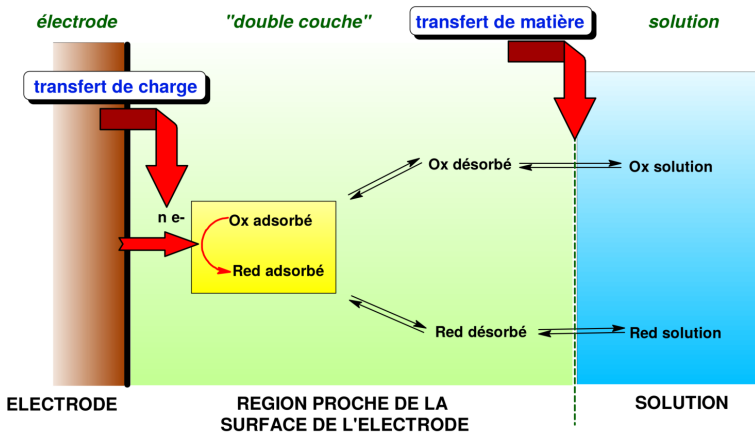 électrode
"double couche"
transfert de matière
solution
transfert de charge
Ox désorbé
Ox solution
n e-
Ox adsorbé
Red adsorbé
Red désorbé
Red solution
ELECTRODE
REGION PROCHE DE LA
SURFACE DE L'ELECTRODE
SOLUTION